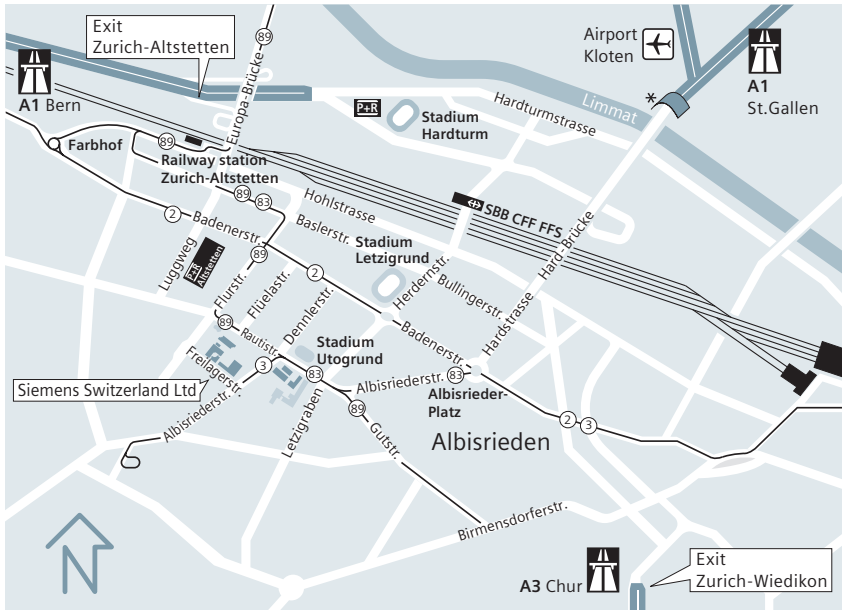 Exit
Zurich-Altstetten
89
Airport
Kloten
A1
St.Gallen
A1 Bern
Europa-Brücke
P+R
Stadium
Hardturm
Hardturmstrasse
Limmat
*
Farbhof
89
Railway station
Zurich-Altstetten
89
83
Hohlstrasse
SBB CFF FFS
2
Badenerstr.
Baslerstr.
Stadium
Letzigrund
Hard-Brücke
Luggweg
P+R
Altstetten
89
Flurstr.
Flüelastr.
2
Dennlerstr.
Herdernstr.
Bullingerstr.
Hardstrasse
89
Rautistr.
Stadium
Utogrund
Badenerstr.
Freilagerstr.
3
83
Albisriederstr.
83
Albisrieder-
Platz
Siemens Switzerland Ltd
Albisriederstr.
Letzigraben
89
Gutstr.
2
3
Albisrieden
Birmensdorferstr.
N
A3 Chur
Exit
Zurich-Wiedikon